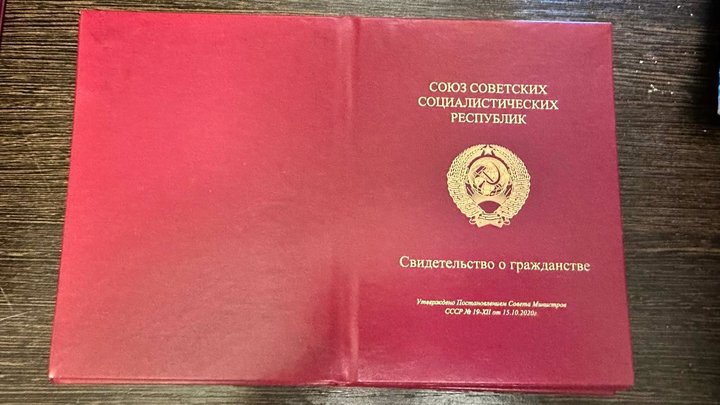 СОЮЗ СОВЕТСКИХ
СОЦИАЛИСТИЧЕСКИХ
РЕСПУБЛИК
Свидетельство о гражданстве
Утверждено Постановлением Совета Министров
СССР № 19-XII от 15.10.2020г.